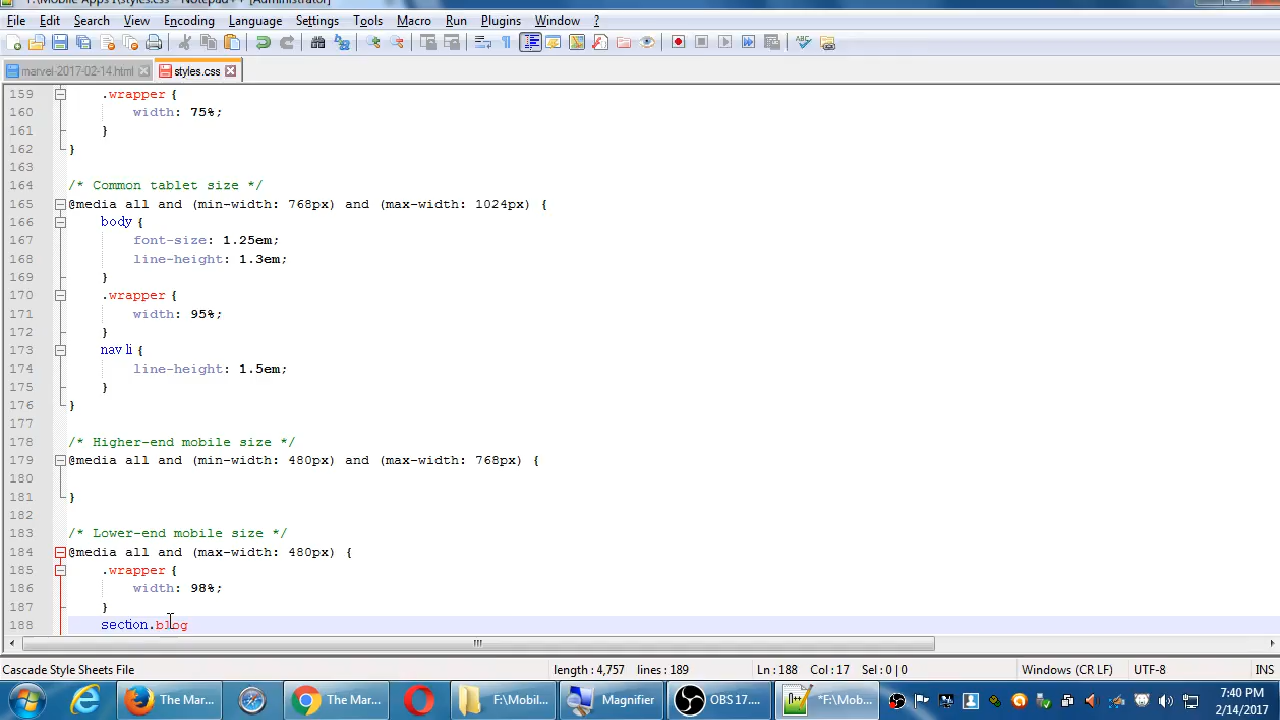 F:\Mobile Apps I\styles.css - Notepad++ [Administrator]
File Edit Search View Encoding Language Settings Tools Macro Run Plugins Window ?
marvel-2017-02-14.html styles.css
159 .wrapper {
160 width: 75%;
161 }
162 }
163
164 /* Common tablet size */
165 @media all and (min-width: 768px) and (max-width: 1024px) {
166 body {
167 font-size: 1.25em;
168 line-height: 1.3em;
169 }
170 .wrapper {
171 width: 95%;
172 }
173 nav li {
174 line-height: 1.5em;
175 }
176 }
177
178 /* Higher-end mobile size */
179 @media all and (min-width: 480px) and (max-width: 768px) {
180
181 }
182
183 /* Lower-end mobile size */
184 @media all and (max-width: 480px) {
185 .wrapper {
186 width: 98%;
187 }
188 section.blog
Cascade Style Sheets File length : 4,757 lines : 189 Ln : 188 Col : 17 Sel : 0 | 0 Windows (CR LF) UTF-8 INS
The Mar... The Mar... F:\Mobil... Magnifier OBS 17.... *F:\Mob... 7:40 PM
2/14/2017